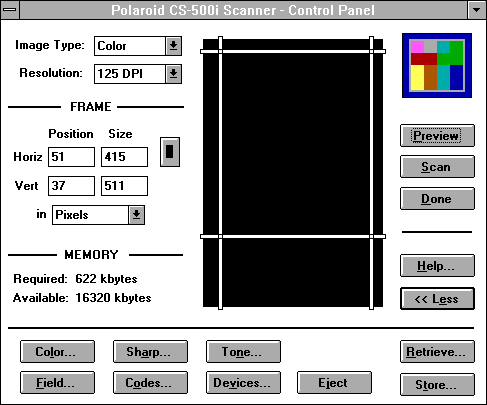 Polaroid CS-500i Scanner - Control Panel
Image Type: Color
Resolution: 125 DPI
FRAME
Position Size
Horiz 51 415
Vert 37 511
in Pixels
MEMORY
Required: 622 kbytes
Available: 16320 kbytes
Preview
Scan
Done
Help...
<< Less
Color... Sharp... Tone... Retrieve...
Field... Codes... Devices... Eject Store...